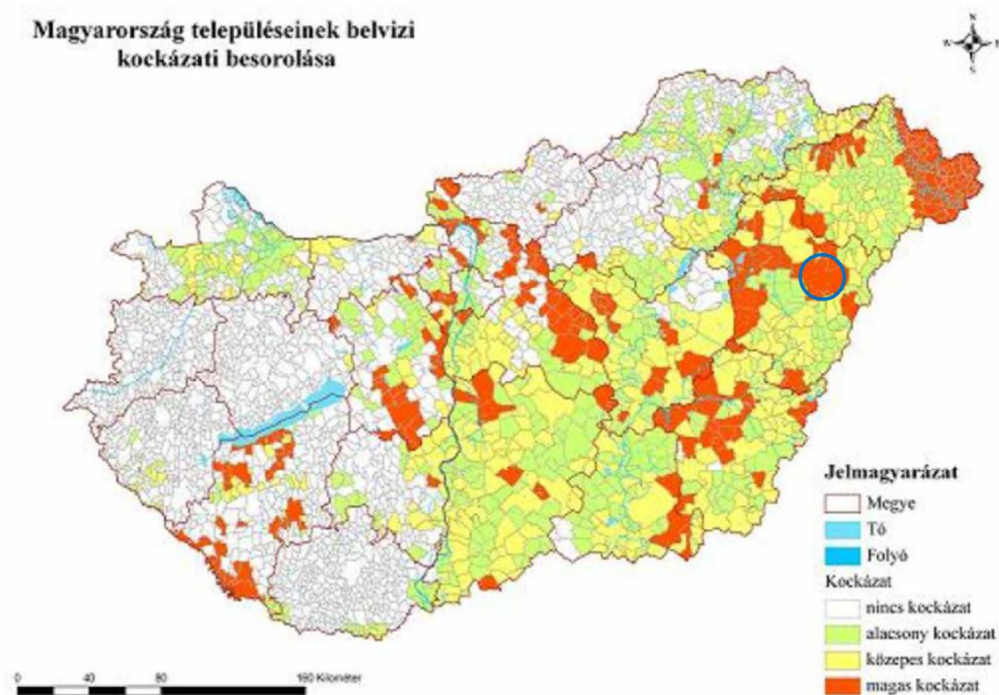 Magyarország településeinek belvizi
kockázati besorolása
N
W
E
S
Jelmagyarázat
Megye
Tó
Folyó
Kockázat
nincs kockázat
alacsony kockázat
közepes kockázat
magas kockázat
0 40 80 160 Kilométer